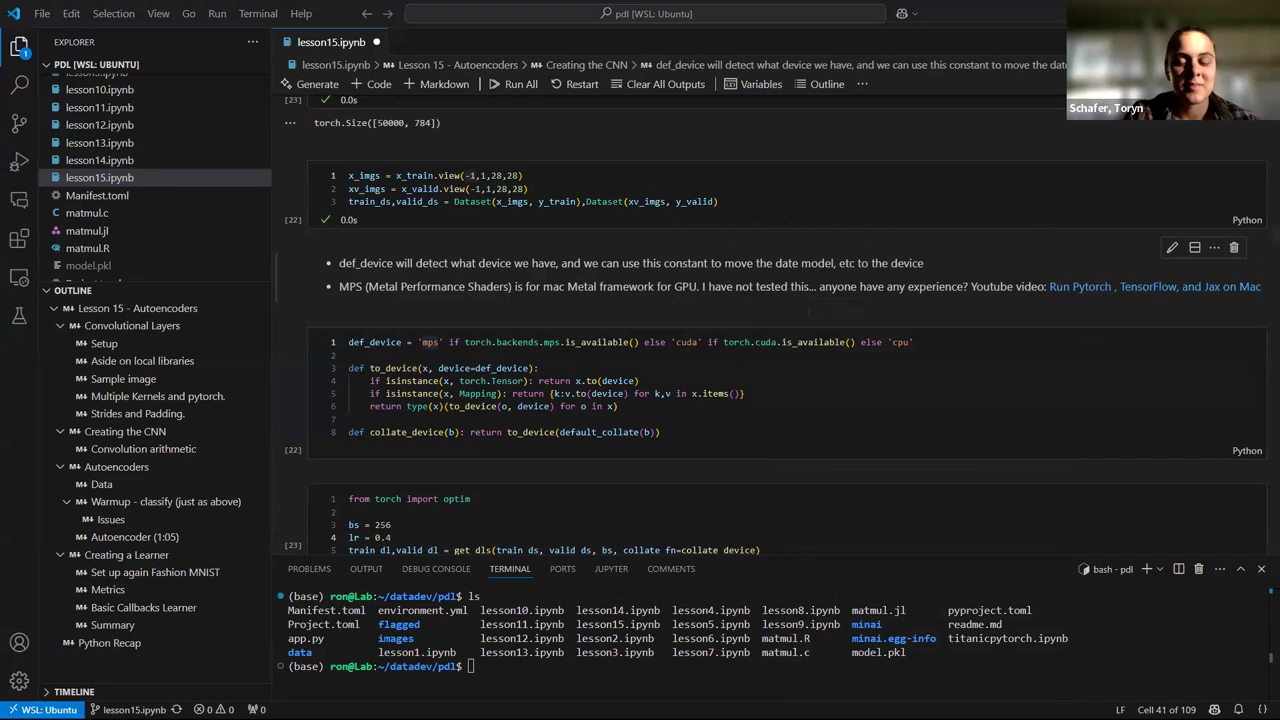 File Edit Selection View Go Run Terminal Help
pdl [WSL: Ubuntu]
Schafer, Toryn
EXPLORER
PDL [WSL: UBUNTU]
lesson10.ipynb
lesson11.ipynb
lesson12.ipynb
lesson13.ipynb
lesson14.ipynb
lesson15.ipynb
Manifest.toml
matmul.c
matmul.jl
matmul.R
model.pkl
OUTLINE
Lesson 15 - Autoencoders
Convolutional Layers
Setup
Aside on local libraries
Sample image
Multiple Kernels and pytorch.
Strides and Padding.
Creating the CNN
Convolution arithmetic
Autoencoders
Data
Warmup - classify (just as above)
Issues
Autoencoder (1:05)
Creating a Learner
Set up again Fashion MNIST
Metrics
Basic Callbacks Learner
Summary
Python Recap
TIMELINE
lesson15.ipynb
lesson15.ipynb > Lesson 15 - Autoencoders > Creating the CNN > def_device will detect what device we have, and we can use this constant to move the date
Generate + Code + Markdown Run All Restart Clear All Outputs Variables Outline ...
[23] 0.0s
torch.Size([50000, 784])
1 x_imgs = x_train.view(-1,1,28,28)
2 xv_imgs = x_valid.view(-1,1,28,28)
3 train_ds,valid_ds = Dataset(x_imgs, y_train),Dataset(xv_imgs, y_valid)
[22] 0.0s Python
• def_device will detect what device we have, and we can use this constant to move the date model, etc to the device
• MPS (Metal Performance Shaders) is for mac Metal framework for GPU. I have not tested this... anyone have any experience? Youtube video: Run Pytorch , TensorFlow, and Jax on Mac
1 def_device = 'mps' if torch.backends.mps.is_available() else 'cuda' if torch.cuda.is_available() else 'cpu'
2
3 def to_device(x, device=def_device):
4 if isinstance(x, torch.Tensor): return x.to(device)
5 if isinstance(x, Mapping): return {k:v.to(device) for k,v in x.items()}
6 return type(x)(to_device(o, device) for o in x)
7
8 def collate_device(b): return to_device(default_collate(b))
[22] Python
1 from torch import optim
2
3 bs = 256
4 lr = 0.4
5 train_dl,valid_dl = get_dls(train_ds, valid_ds, bs, collate_fn=collate_device)
[23]
PROBLEMS OUTPUT DEBUG CONSOLE TERMINAL PORTS JUPYTER COMMENTS
bash - pdl
(base) ron@Lab:~/datadev/pdl$ ls
Manifest.toml environment.yml lesson10.ipynb lesson14.ipynb lesson4.ipynb lesson8.ipynb matmul.jl pyproject.toml
Project.toml flagged lesson11.ipynb lesson15.ipynb lesson5.ipynb lesson9.ipynb minai readme.md
app.py images lesson12.ipynb lesson2.ipynb lesson6.ipynb matmul.R minai.egg-info titanicpytorch.ipynb
data lesson1.ipynb lesson13.ipynb lesson3.ipynb lesson7.ipynb matmul.c model.pkl
(base) ron@Lab:~/datadev/pdl$
WSL: Ubuntu lesson15.ipynb 0 0 0 LF Cell 41 of 109